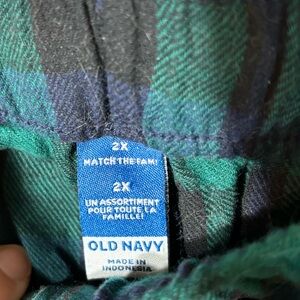 2X
MATCH THE FAM!
2X
UN ASSORTIMENT
POUR TOUTE LA
FAMILLE!
OLD NAVY
MADE IN
INDONESIA